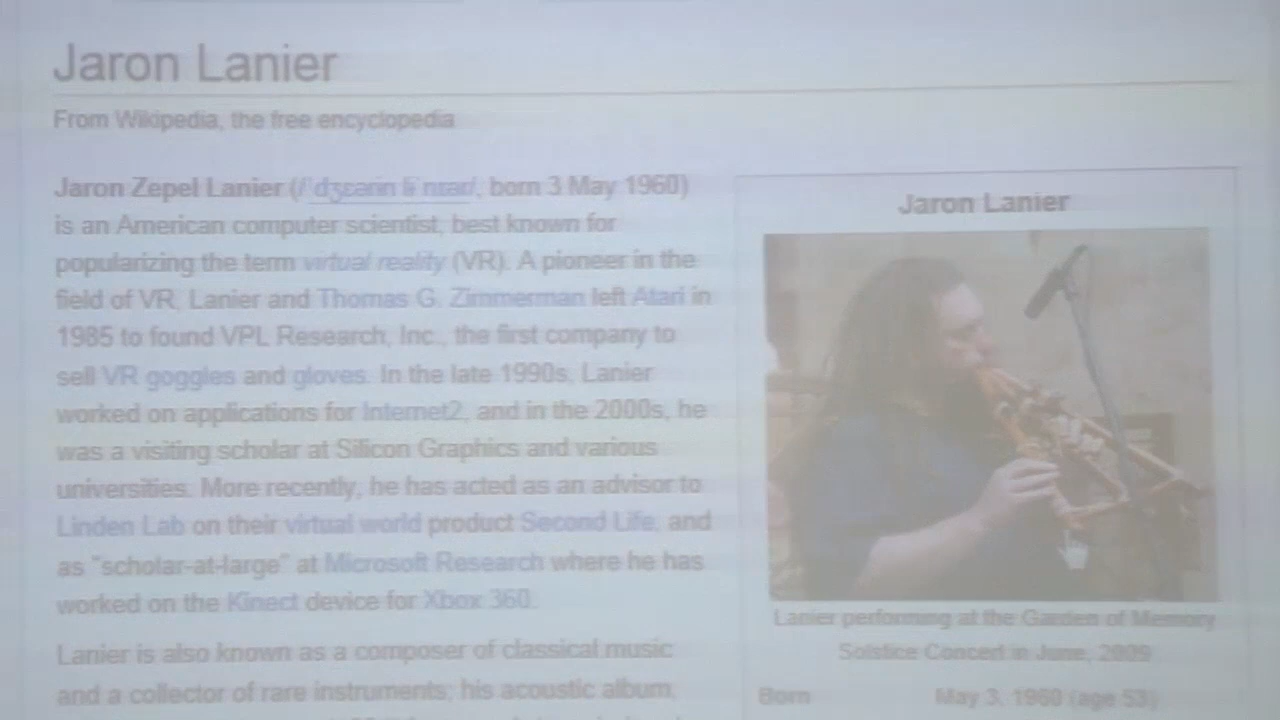 Jaron Lanier
From Wikipedia, the free encyclopedia
Jaron Zepel Lanier (/ born 3 May 1960)
is an American computer scientist, best known for
popularizing the term virtual reality (VR). A pioneer in the
field of VR, Lanier and Thomas G. Zimmerman left Atari in
1985 to found VPL Research, Inc., the first company to
sell VR goggles and gloves. In the late 1990s, Lanier
worked on applications for Internet2, and in the 2000s, he
was a visiting scholar at Silicon Graphics and various
universities. More recently, he has acted as an advisor to
Linden Lab on their virtual world product Second Life, and
as "scholar-at-large" at Microsoft Research where he has
worked on the Kinect device for Xbox 360.
Lanier is also known as a composer of classical music
and a collector of rare instruments; his acoustic album,
Jaron Lanier
Lanier performing at the Garden of Memory
Solstice Concert in June, 2009
Born May 3, 1960 (age 53)